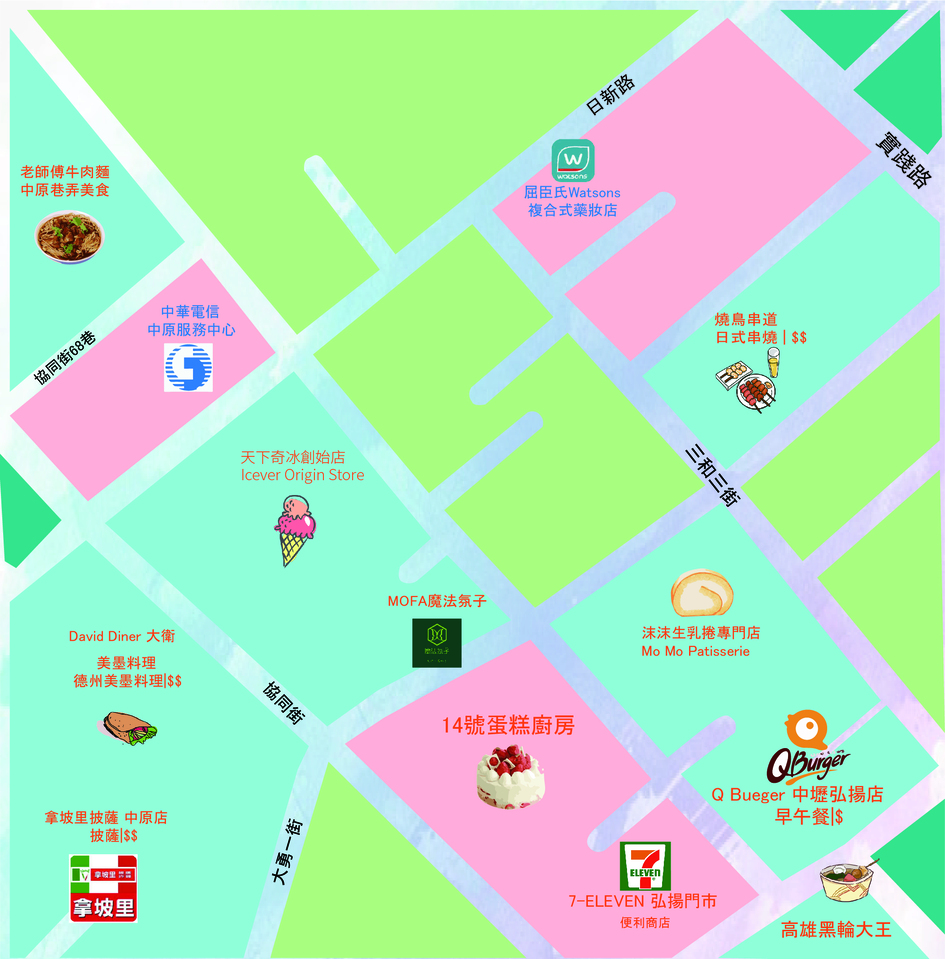 日新路
實踐路
W
watsons
屈臣氏Watsons
複合式藥妝店
老師傅牛肉麵
中原巷弄美食
中華電信
中原服務中心
協同街68巷
燒鳥串道
日式串燒 | $$
天下奇冰創始店
Icever Origin Store
三和三街
MOFA魔法氛子
沫沫生乳捲專門店
Mo Mo Patisserie
David Diner 大衛
美墨料理
德州美墨料理|$$
協同街
14號蛋糕廚房
QBurger
Q Bueger 中壢弘揚店
早午餐|$
拿坡里披薩 中原店
披薩|$$
拿坡里
拿坡里
大勇一街
7
ELEVEN
7-ELEVEN 弘揚門市
便利商店
高雄黑輪大王